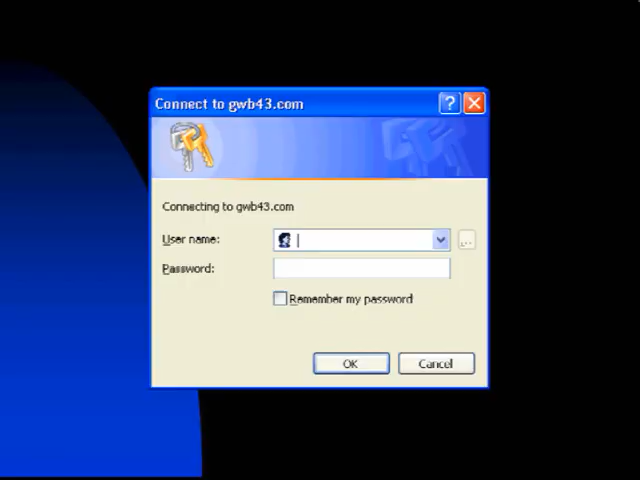 Connect to gwb43.com
?
Connecting to gwb43.com
User name:
...
Password:
Remember my password
OK
Cancel